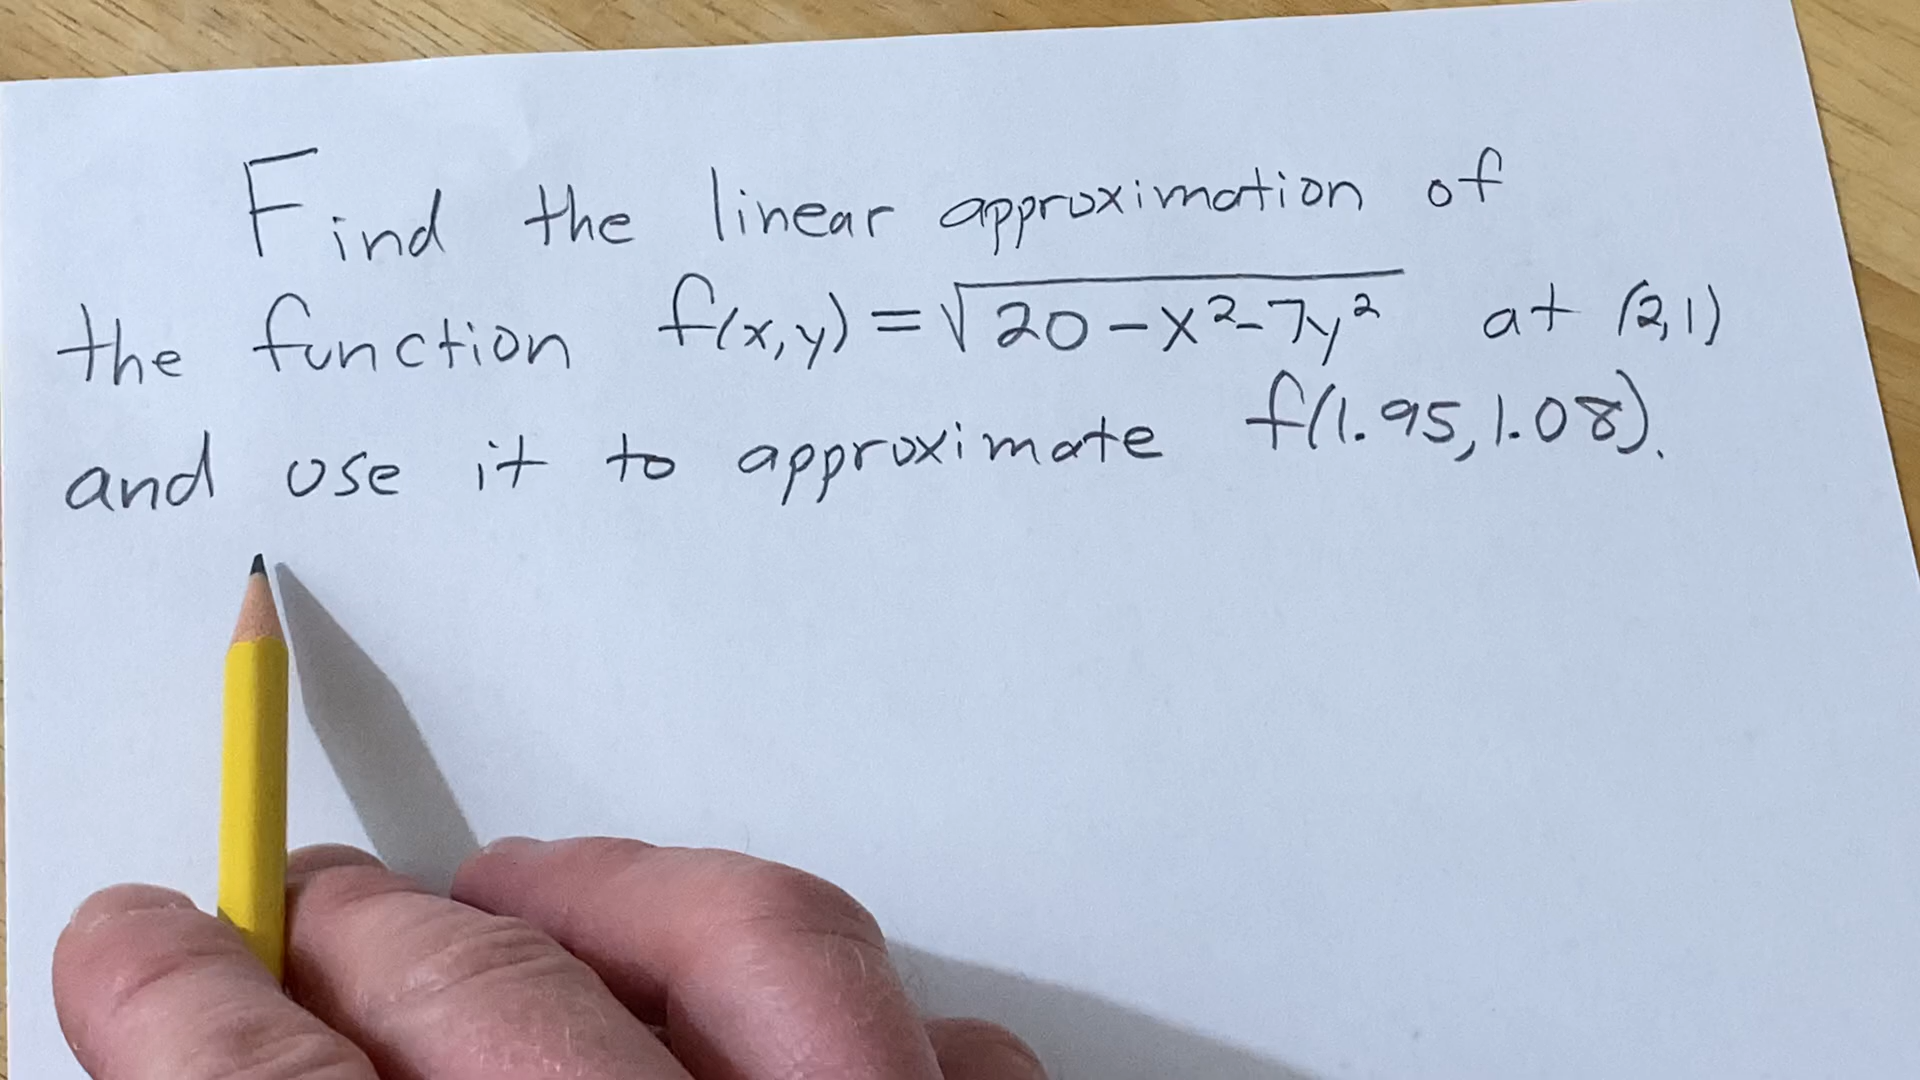 Find the linear approximation of
the function f(x,y) = √20-x²-7y² at (2,1)
and use it to approximate f(1.95,1.08).